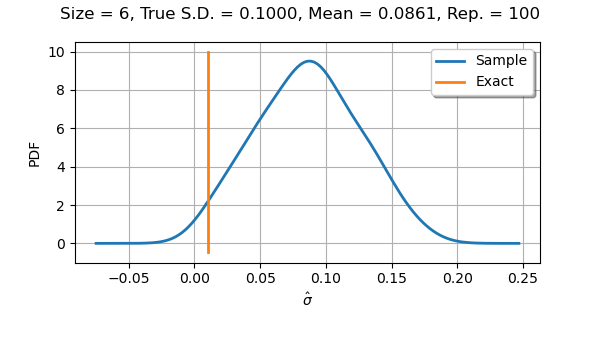 Size = 6, True S.D. = 0.1000, Mean = 0.0861, Rep. = 100
10
8
6
4
2
0
PDF
Sample
Exact
−0.05 0.00 0.05 0.10 0.15 0.20 0.25
σ̂